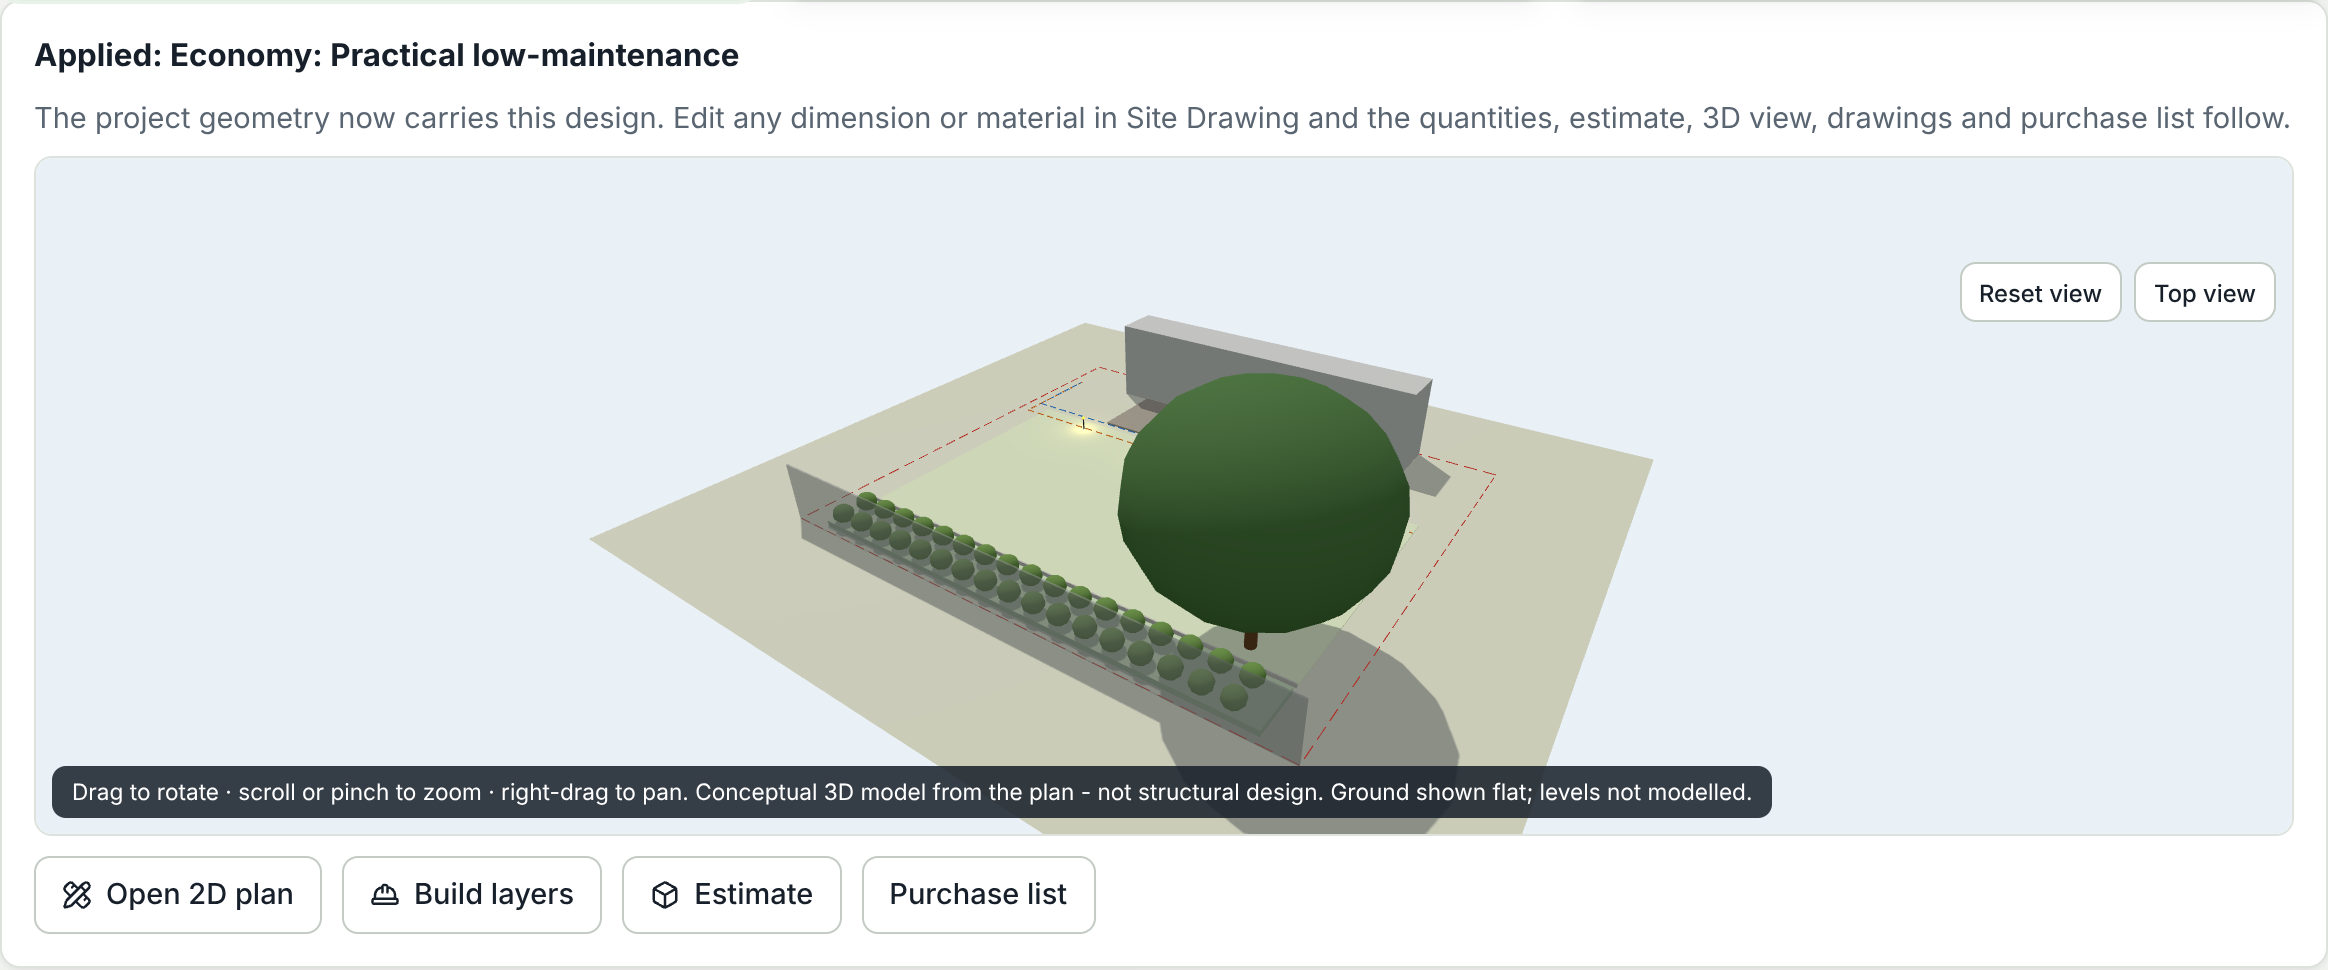 Applied: Economy: Practical low-maintenance
The project geometry now carries this design. Edit any dimension or material in Site Drawing and the quantities, estimate, 3D view, drawings and purchase list follow.
Reset view
Top view
Drag to rotate · scroll or pinch to zoom · right-drag to pan. Conceptual 3D model from the plan - not structural design. Ground shown flat; levels not modelled.
Open 2D plan
Build layers
Estimate
Purchase list